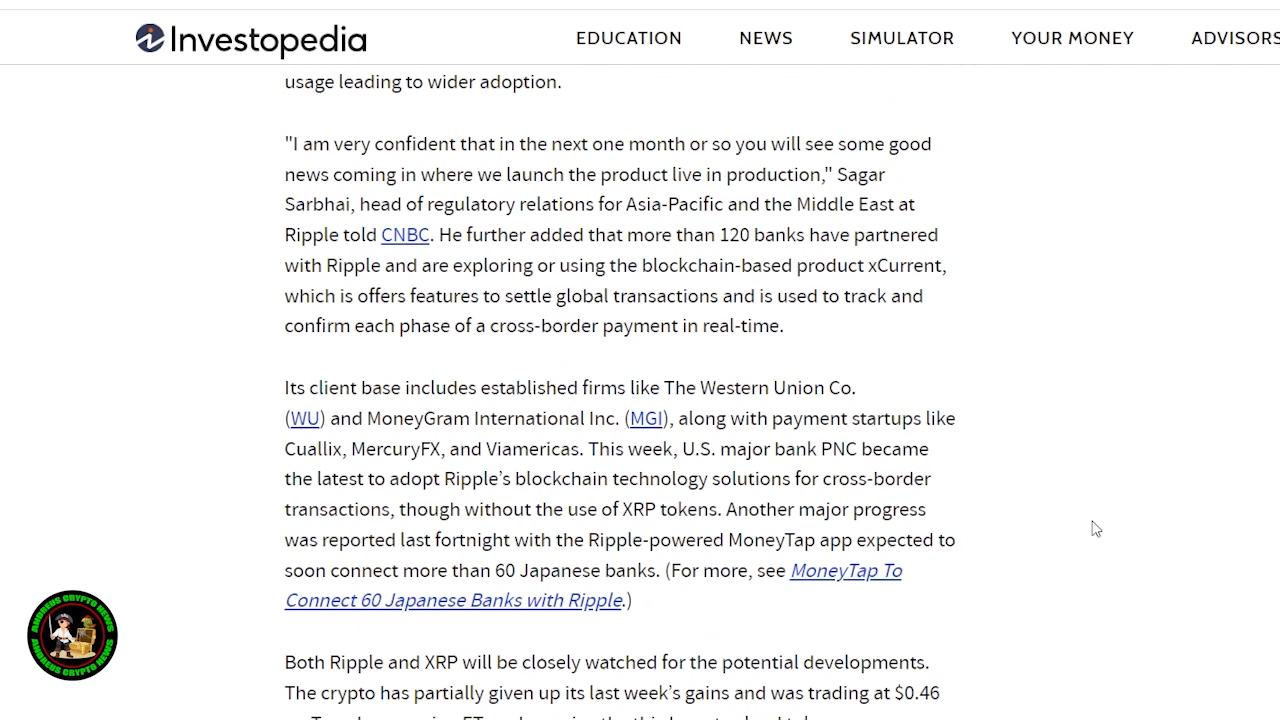 Investopedia
EDUCATION NEWS SIMULATOR YOUR MONEY ADVISORS
usage leading to wider adoption.
"I am very confident that in the next one month or so you will see some good
news coming in where we launch the product live in production," Sagar
Sarbhai, head of regulatory relations for Asia-Pacific and the Middle East at
Ripple told CNBC. He further added that more than 120 banks have partnered
with Ripple and are exploring or using the blockchain-based product xCurrent,
which is offers features to settle global transactions and is used to track and
confirm each phase of a cross-border payment in real-time.
Its client base includes established firms like The Western Union Co.
(WU) and MoneyGram International Inc. (MGI), along with payment startups like
Cuallix, MercuryFX, and Viamericas. This week, U.S. major bank PNC became
the latest to adopt Ripple’s blockchain technology solutions for cross-border
transactions, though without the use of XRP tokens. Another major progress
was reported last fortnight with the Ripple-powered MoneyTap app expected to
soon connect more than 60 Japanese banks. (For more, see MoneyTap To
Connect 60 Japanese Banks with Ripple.)
ANDREUS CRYPTO NEWS
ANDREUS CRYPTO NEWS
Both Ripple and XRP will be closely watched for the potential developments.
The crypto has partially given up its last week’s gains and was trading at $0.46